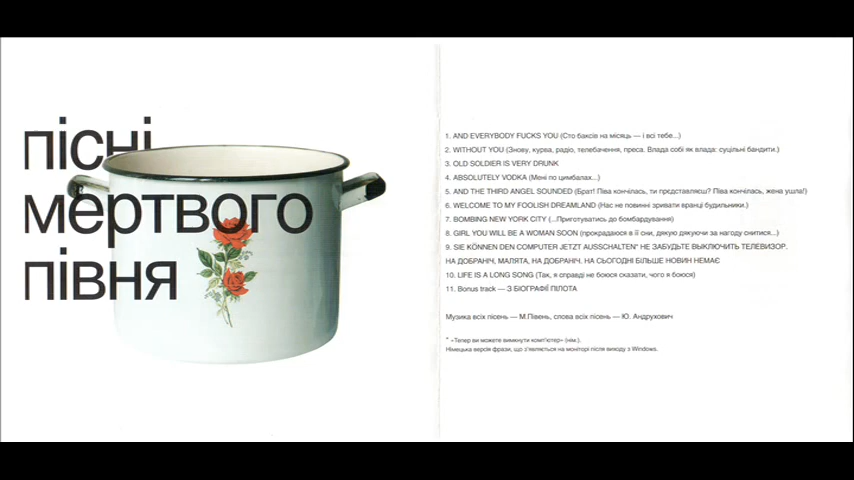 пісні
мертвого
півня
1. AND EVERYBODY FUCKS YOU (Сто баксів на місяць — і всі тебе...)
2. WITHOUT YOU (Знову, курва, радіо, телебачення, преса. Влада собі як влада: суцільні бандити.)
3. OLD SOLDIER IS VERY DRUNK
4. ABSOLUTELY VODKA (Мені по цимбалах...)
5. AND THE THIRD ANGEL SOUNDED (Брат! Піва кончілась, ти представляєш? Піва кончілась, жена ушла!)
6. WELCOME TO MY FOOLISH DREAMLAND (Нас не повинні зривати вранці будильники.)
7. BOMBING NEW YORK CITY (...Приготуватись до бомбардування)
8. GIRL YOU WILL BE A WOMAN SOON (прокрадаюся в її сни, дякую дякучи за нагоду снитися...)
9. SIE KÖNNEN DEN COMPUTER JETZT AUSSCHALTEN* НЕ ЗАБУДЬТЕ ВЫКЛЮЧИТЬ ТЕЛЕВИЗОР.
НА ДОБРАНІЧ, МАЛЯТА, НА ДОБРАНІЧ. НА СЬОГОДНІ БІЛЬШЕ НОВИН НЕМАЄ
10. LIFE IS A LONG SONG (Так, я справді не боюся сказати, чого я боюся)
11. Bonus track — З БІОГРАФІЇ ПІЛОТА
Музика всіх пісень — М.Півень, слова всіх пісень — Ю. Андрухович
* «Тепер ви можете вимкнути комп'ютер» (нім.).
Німецька версія фрази, що з'являється на моніторі після виходу з Windows.